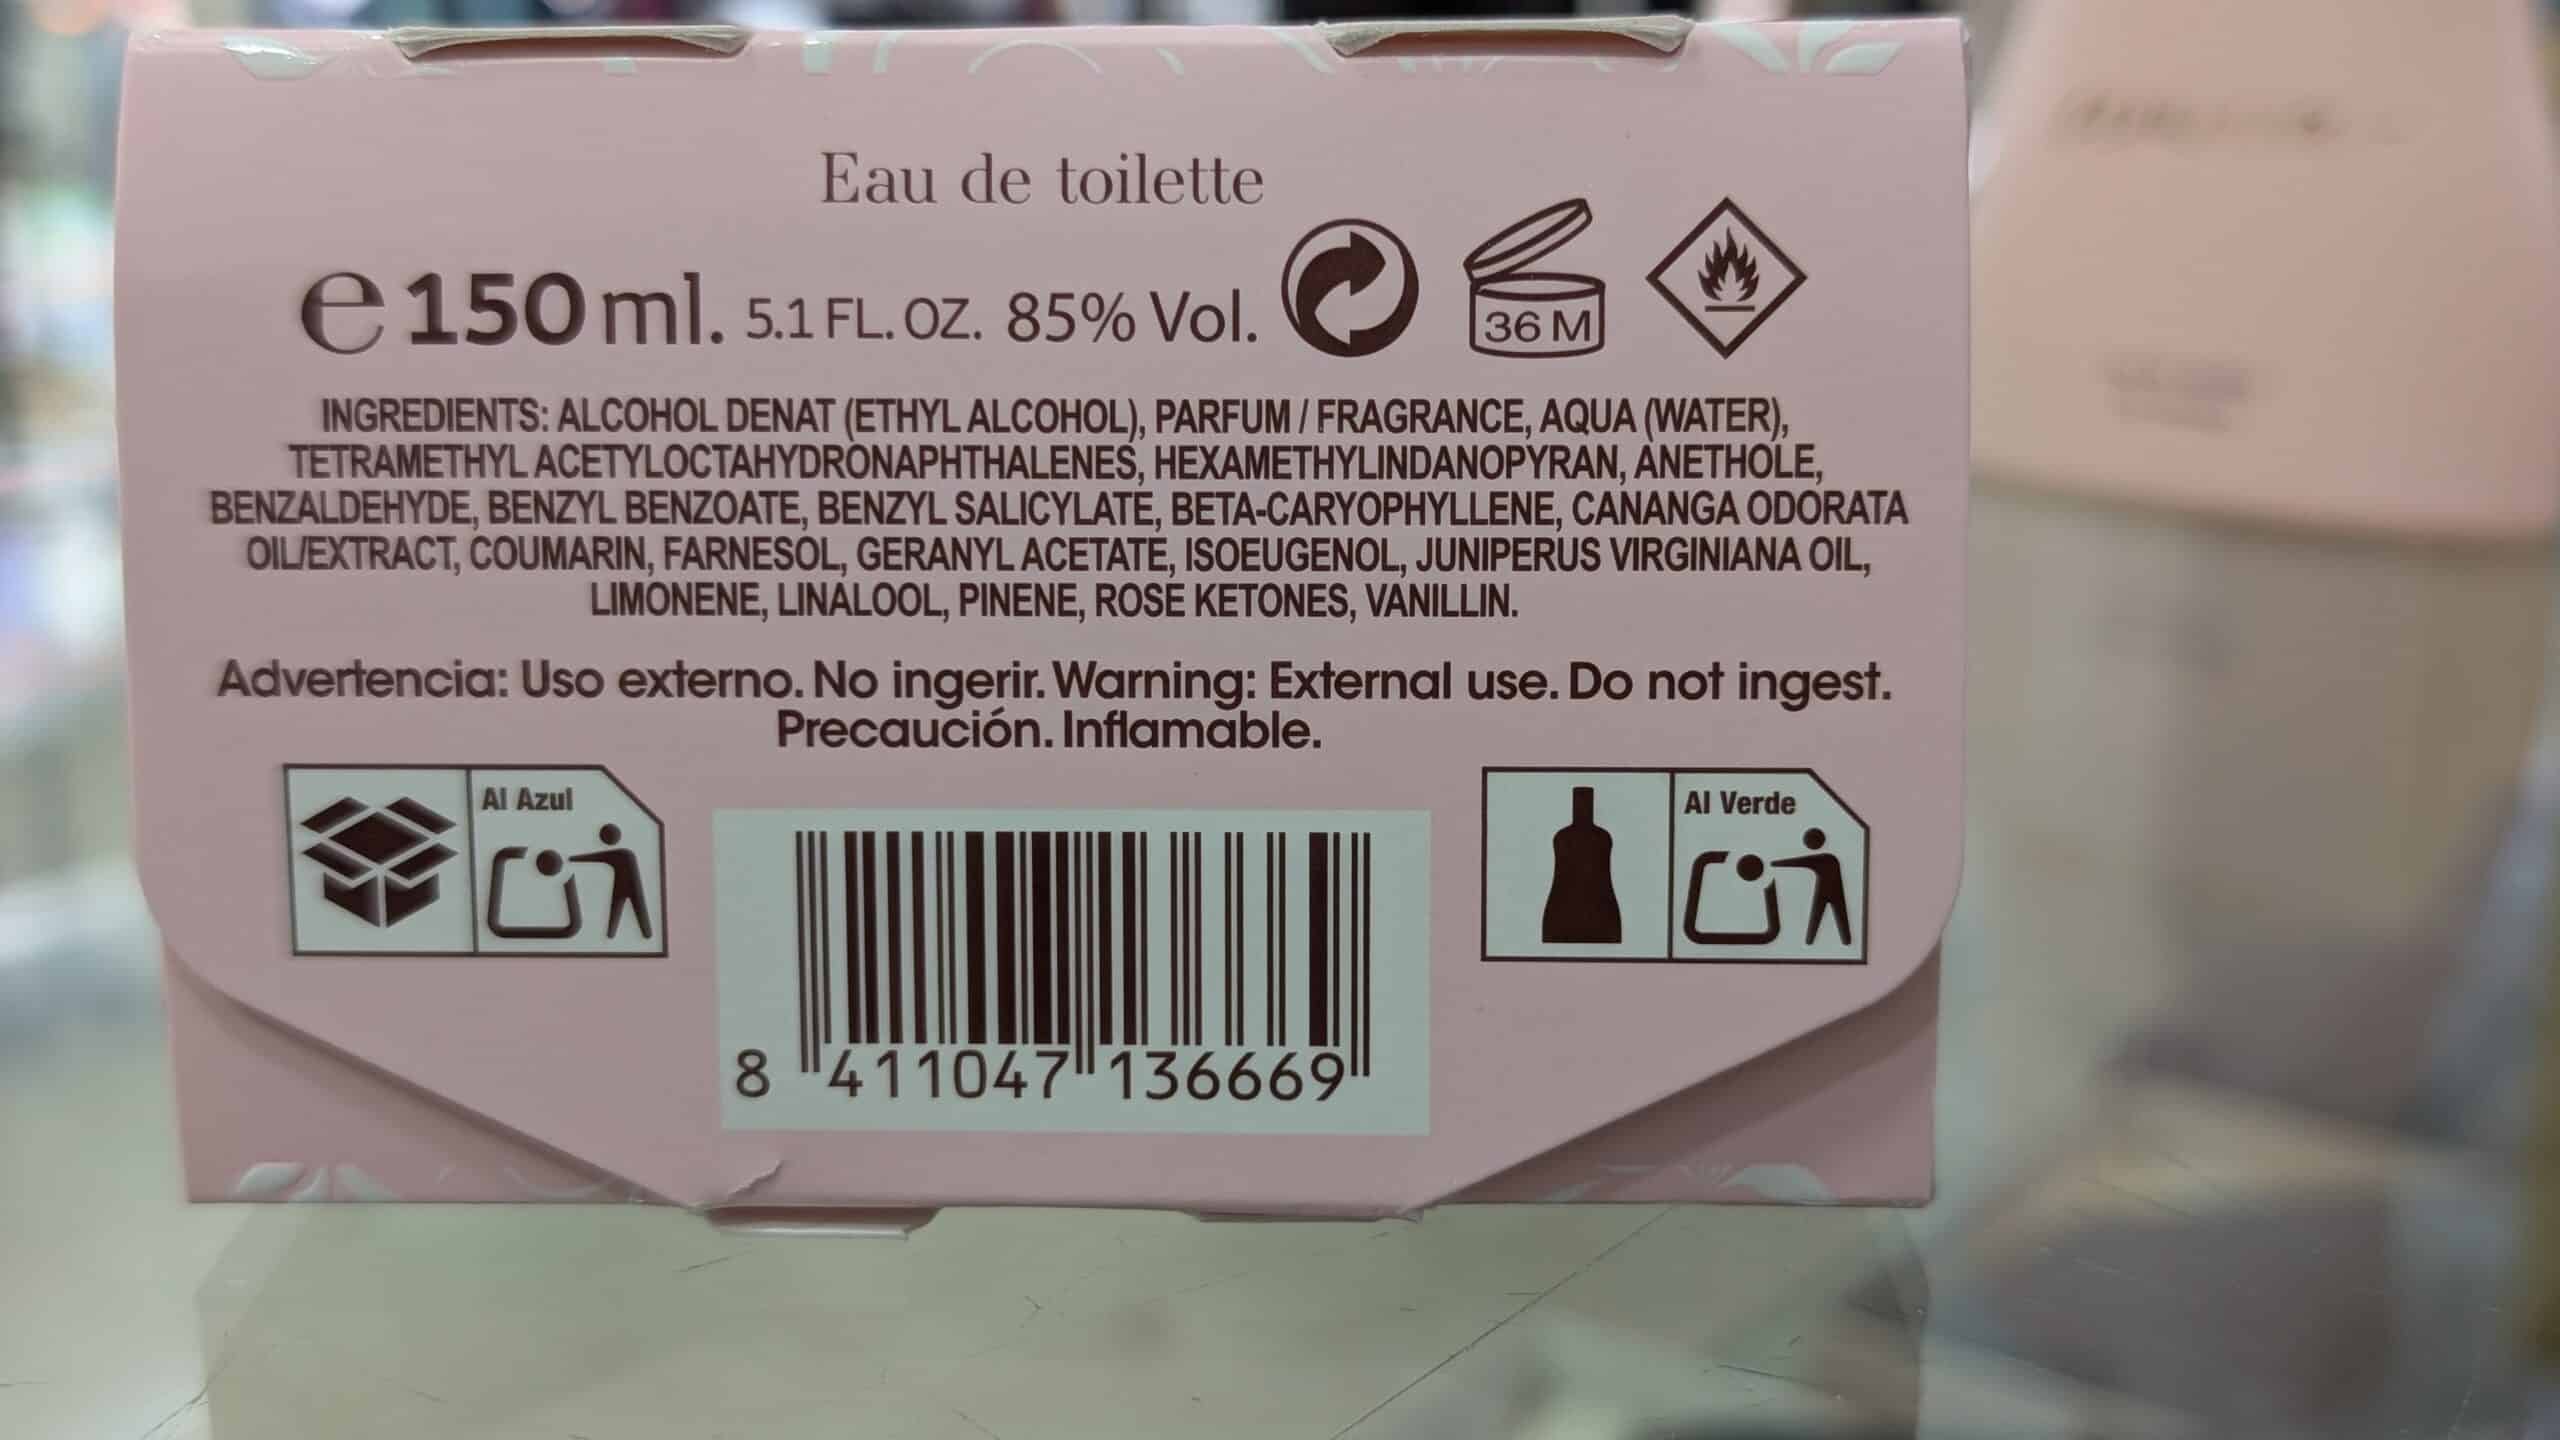 Eau de toilette
℮ 150 ml. 5.1 FL. OZ. 85% Vol.
36 M
INGREDIENTS: ALCOHOL DENAT (ETHYL ALCOHOL), PARFUM / FRAGRANCE, AQUA (WATER),
TETRAMETHYL ACETYLOCTAHYDRONAPHTHALENES, HEXAMETHYLINDANOPYRAN, ANETHOLE,
BENZALDEHYDE, BENZYL BENZOATE, BENZYL SALICYLATE, BETA-CARYOPHYLLENE, CANANGA ODORATA
OIL/EXTRACT, COUMARIN, FARNESOL, GERANYL ACETATE, ISOEUGENOL, JUNIPERUS VIRGINIANA OIL,
LIMONENE, LINALOOL, PINENE, ROSE KETONES, VANILLIN.
Advertencia: Uso externo. No ingerir. Warning: External use. Do not ingest.
Precaución. Inflamable.
Al Azul
Al Verde
8 411047 136669